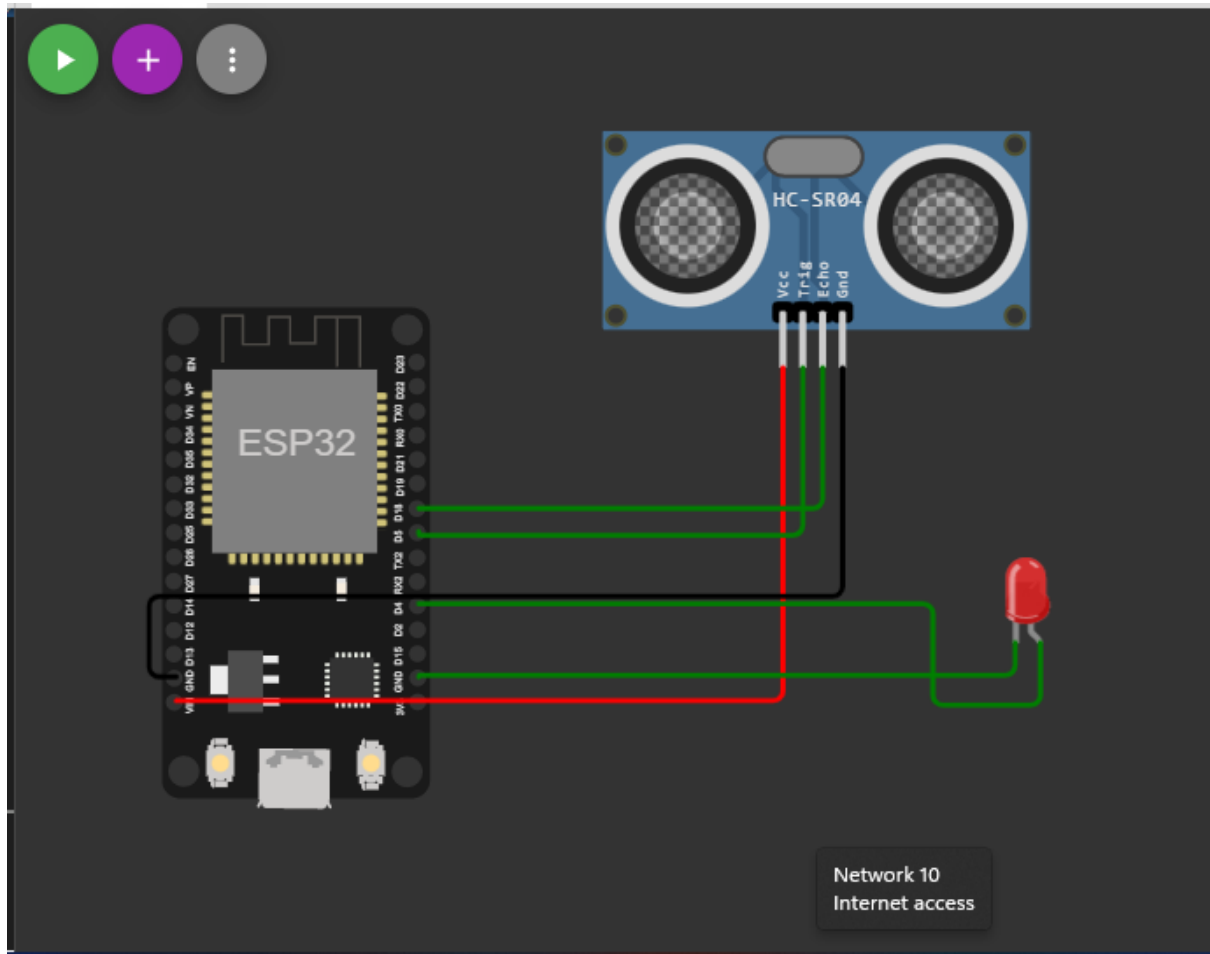 HC-SR04
Vcc
Trig
Echo
Gnd
ESP32
EN
VP
VN
D34
D35
D32
D33
D25
D26
D27
D14
D12
D13
GND
VIN
D23
D22
TX0
RX0
D21
D19
D18
D5
TX2
RX2
D4
D2
D15
GND
Network 10
Internet access